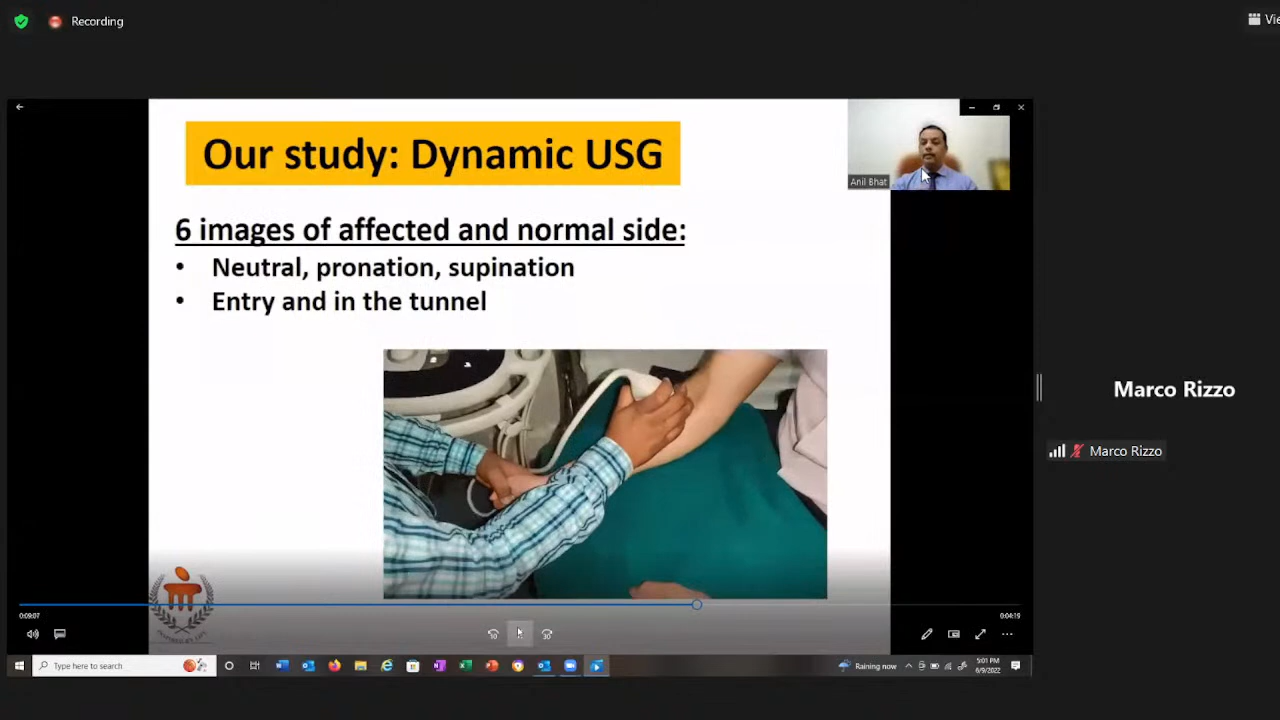 Recording
Vie
Our study: Dynamic USG
Anil Bhat
6 images of affected and normal side:
• Neutral, pronation, supination
• Entry and in the tunnel
Marco Rizzo
Marco Rizzo
0:09:07
0:04:19
10
30
Type here to search
Raining now
5:01 PM
6/9/2022